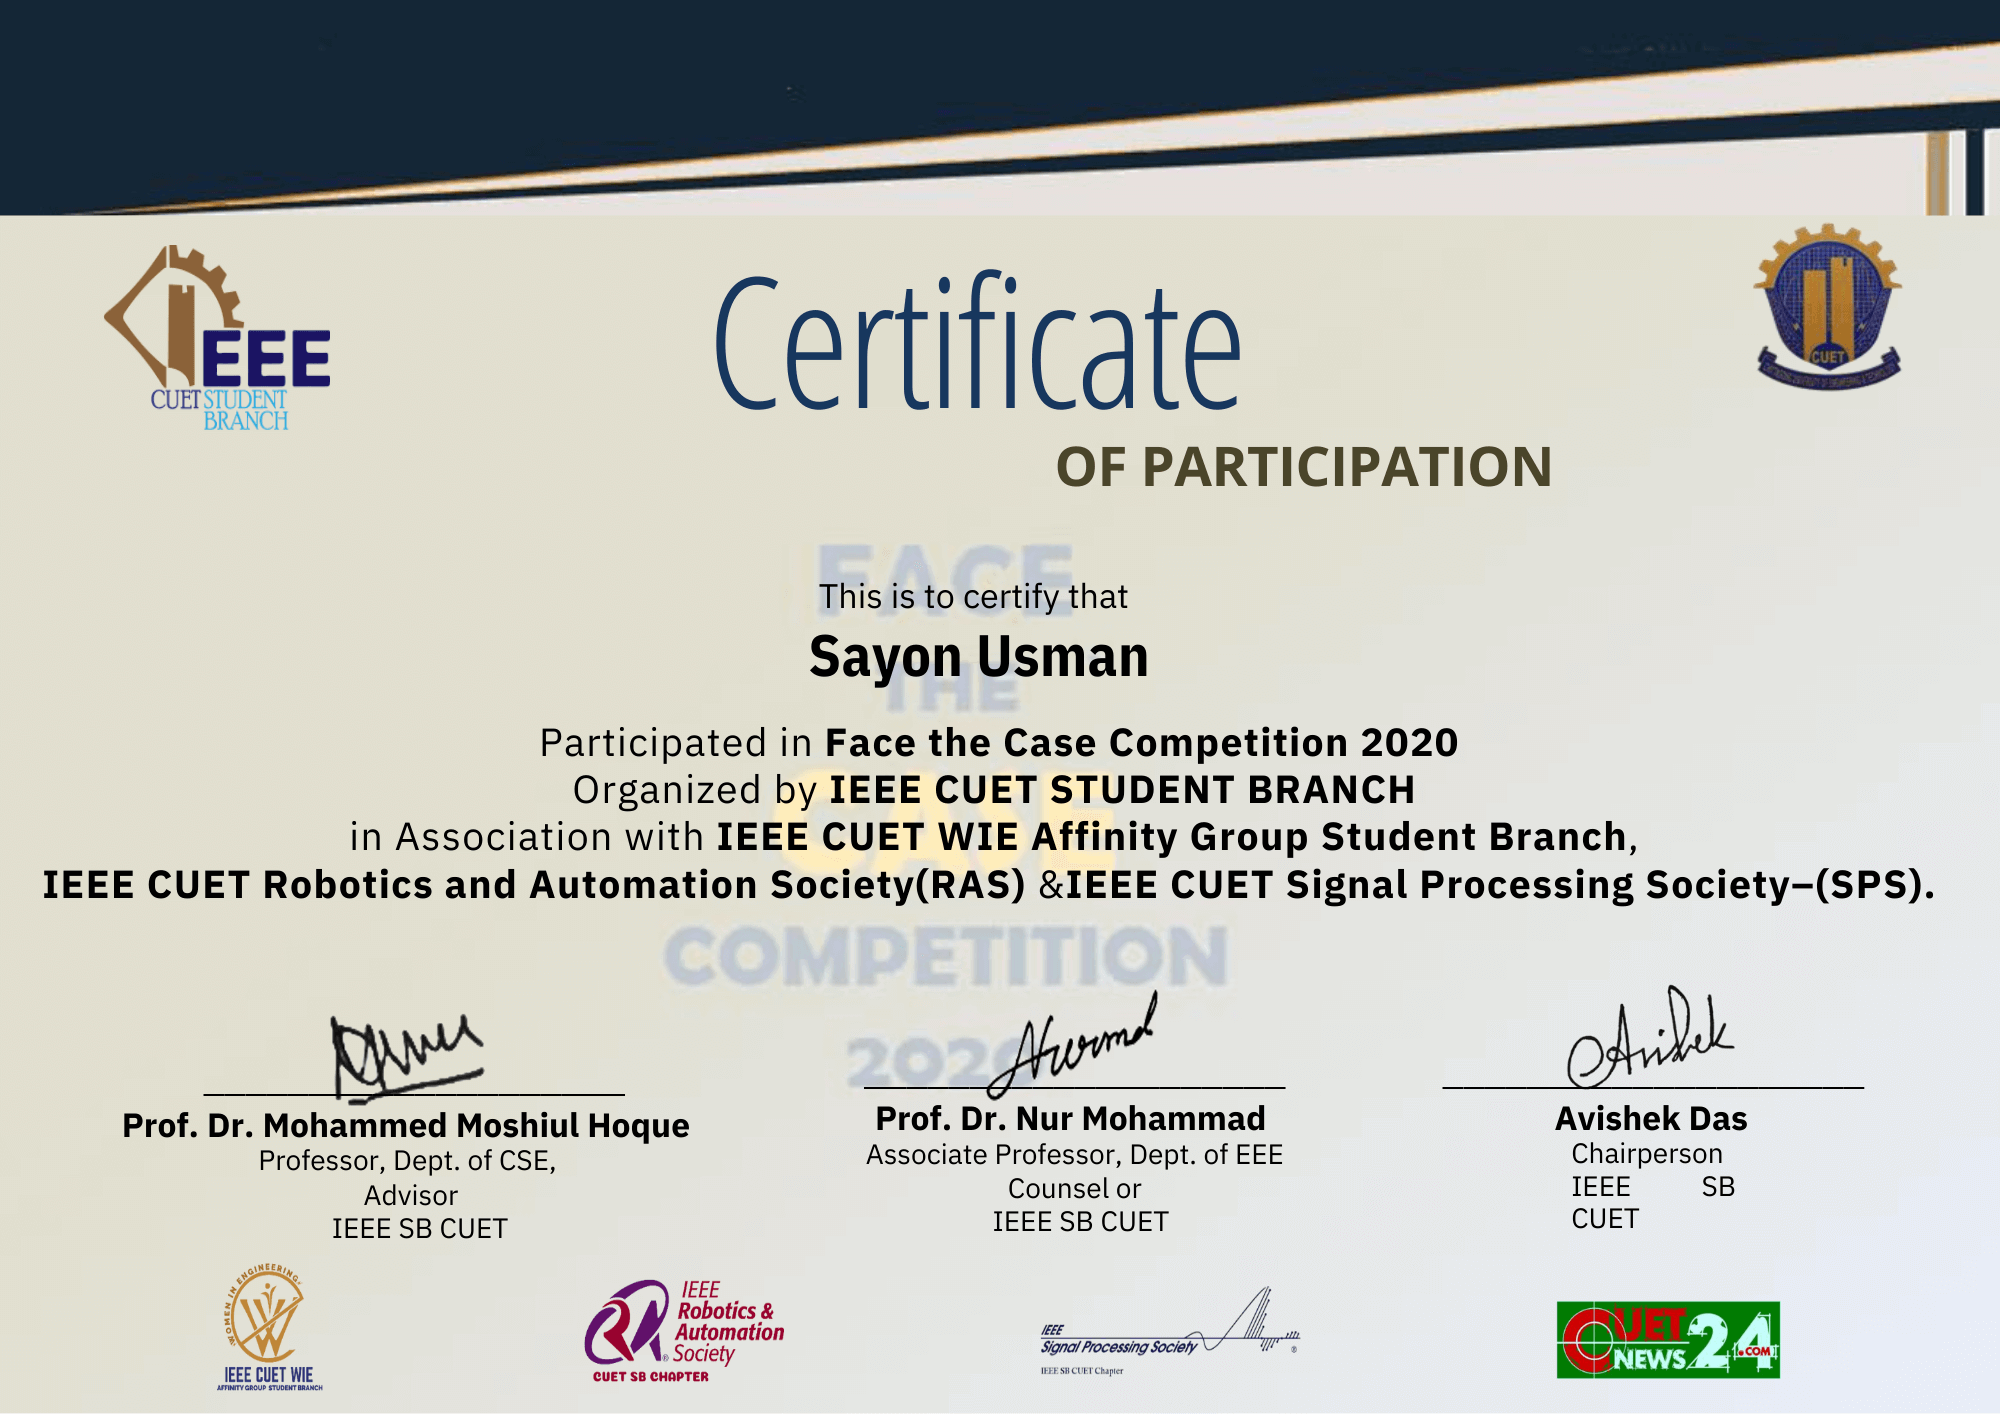 IEEE
CUET STUDENT
BRANCH
CUET
Certificate
OF PARTICIPATION
FACE
This is to certify that
Sayon Usman
THE
Participated in Face the Case Competition 2020
Organized by IEEE CUET STUDENT BRANCH
CASE
in Association with IEEE CUET WIE Affinity Group Student Branch,
IEEE CUET Robotics and Automation Society(RAS) &IEEE CUET Signal Processing Society–(SPS).
COMPETITION
2020
Avishek
Prof. Dr. Mohammed Moshiul Hoque
Professor, Dept. of CSE,
Advisor
IEEE SB CUET
Prof. Dr. Nur Mohammad
Associate Professor, Dept. of EEE
Counsel or
IEEE SB CUET
Avishek Das
Chairperson
IEEE SB
CUET
WOMEN IN ENGINEERING
IEEE CUET WIE
AFFINITY GROUP STUDENT BRANCH
IEEE
Robotics &
Automation
Society
CUET SB CHAPTER
IEEE
Signal Processing Society
IEEE SB CUET Chapter
CUET
NEWS 24
.COM